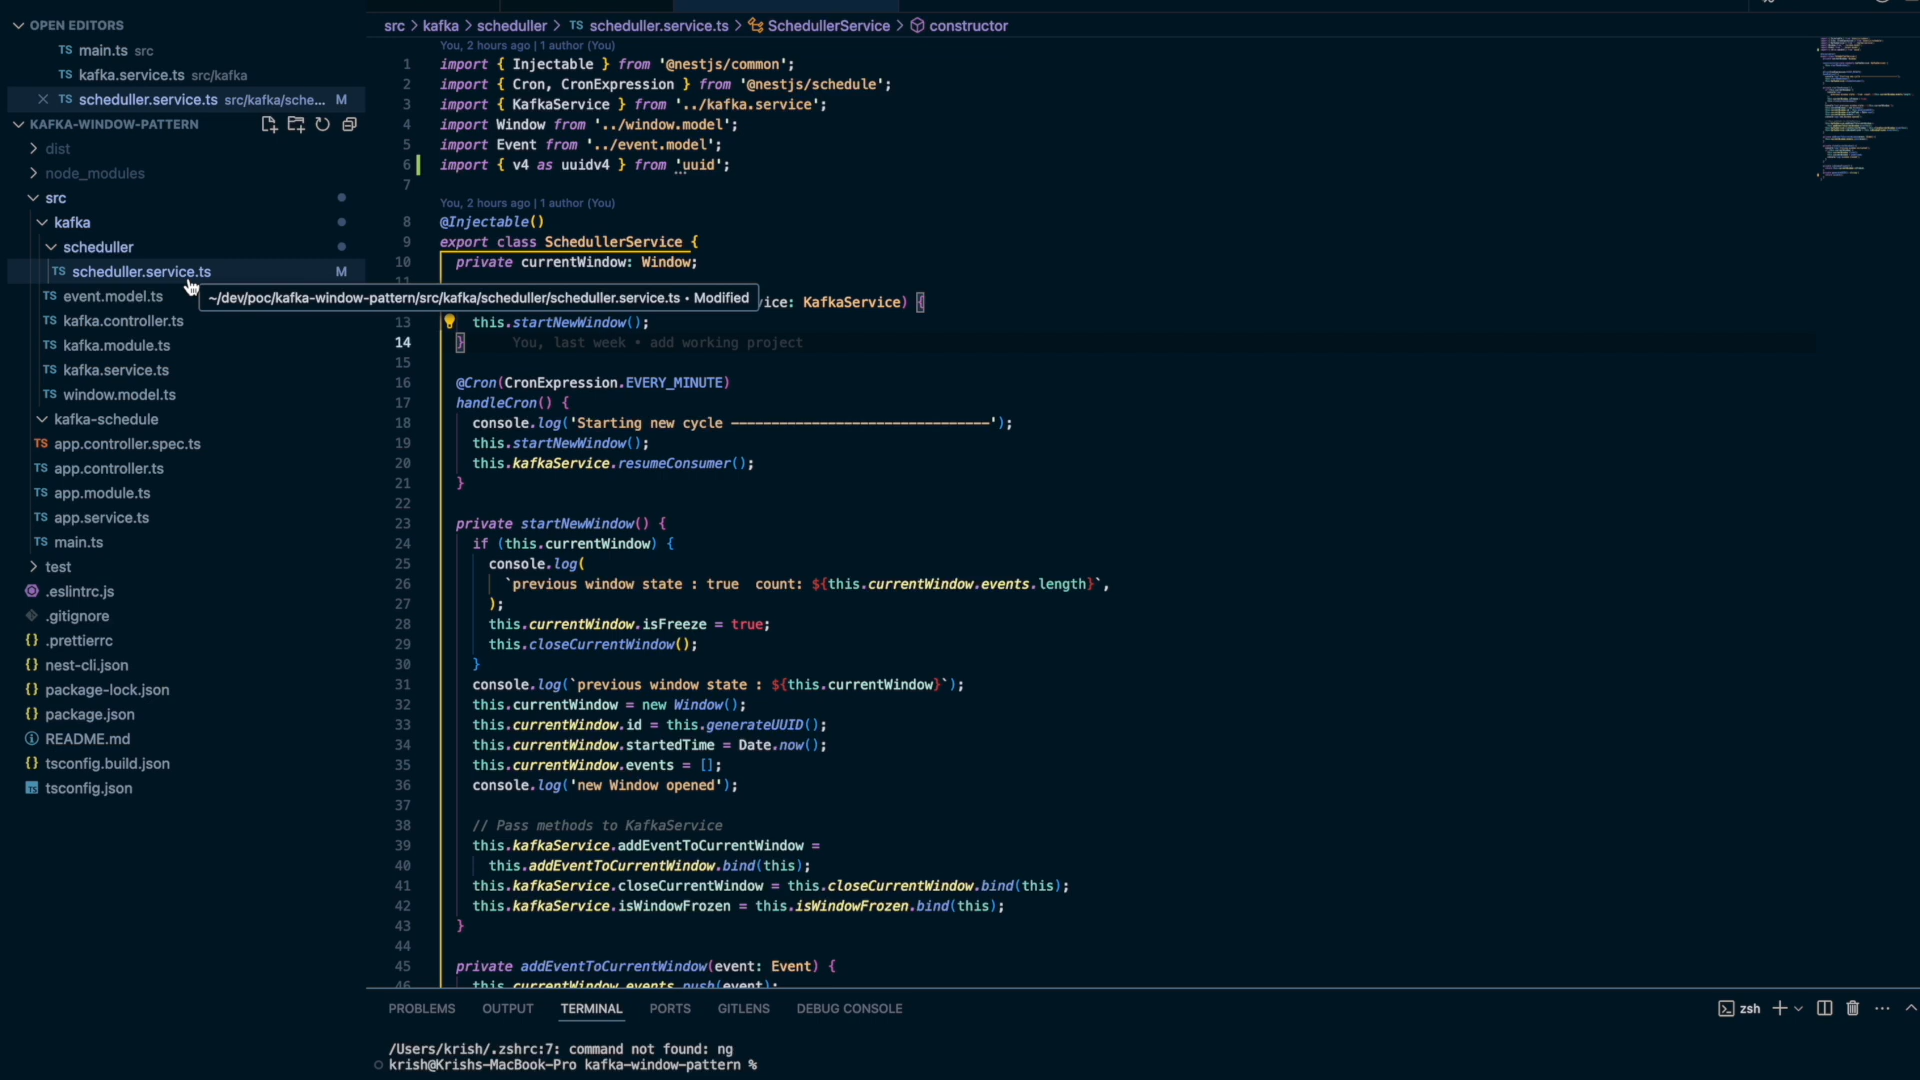 OPEN EDITORS
TS main.ts src
TS kafka.service.ts src/kafka
TS scheduller.service.ts src/kafka/sche... M
KAFKA-WINDOW-PATTERN
dist
node_modules
src
kafka
scheduller
TS scheduller.service.ts M
TS event.model.ts
TS kafka.controller.ts
TS kafka.module.ts
TS kafka.service.ts
TS window.model.ts
kafka-schedule
TS app.controller.spec.ts
TS app.controller.ts
TS app.module.ts
TS app.service.ts
TS main.ts
test
.eslintrc.js
.gitignore
{} .prettierrc
{} nest-cli.json
{} package-lock.json
{} package.json
README.md
{} tsconfig.build.json
TS tsconfig.json
src > kafka > scheduller > TS scheduller.service.ts > SchedullerService > constructor
You, 2 hours ago | 1 author (You)
1 import { Injectable } from '@nestjs/common';
2 import { Cron, CronExpression } from '@nestjs/schedule';
3 import { KafkaService } from '../kafka.service';
4 import Window from '../window.model';
5 import Event from '../event.model';
6 import { v4 as uuidv4 } from 'uuid';
7
You, 2 hours ago | 1 author (You)
8 @Injectable()
9 export class SchedullerService {
10 private currentWindow: Window;
11
~/dev/poc/kafka-window-pattern/src/kafka/scheduller/scheduller.service.ts • Modified
ice: KafkaService) {
13 this.startNewWindow();
14 } You, last week • add working project
15
16 @Cron(CronExpression.EVERY_MINUTE)
17 handleCron() {
18 console.log('Starting new cycle --------------------------------');
19 this.startNewWindow();
20 this.kafkaService.resumeConsumer();
21 }
22
23 private startNewWindow() {
24 if (this.currentWindow) {
25 console.log(
26 `previous window state : true  count: ${this.currentWindow.events.length}`,
27 );
28 this.currentWindow.isFreeze = true;
29 this.closeCurrentWindow();
30 }
31 console.log(`previous window state : ${this.currentWindow}`);
32 this.currentWindow = new Window();
33 this.currentWindow.id = this.generateUUID();
34 this.currentWindow.startedTime = Date.now();
35 this.currentWindow.events = [];
36 console.log('new Window opened');
37
38 // Pass methods to KafkaService
39 this.kafkaService.addEventToCurrentWindow =
40 this.addEventToCurrentWindow.bind(this);
41 this.kafkaService.closeCurrentWindow = this.closeCurrentWindow.bind(this);
42 this.kafkaService.isWindowFrozen = this.isWindowFrozen.bind(this);
43 }
44
45 private addEventToCurrentWindow(event: Event) {
46 this.currentWindow.events.push(event);
PROBLEMS OUTPUT TERMINAL PORTS GITLENS DEBUG CONSOLE
zsh
/Users/krish/.zshrc:7: command not found: ng
krish@Krishs-MacBook-Pro kafka-window-pattern %